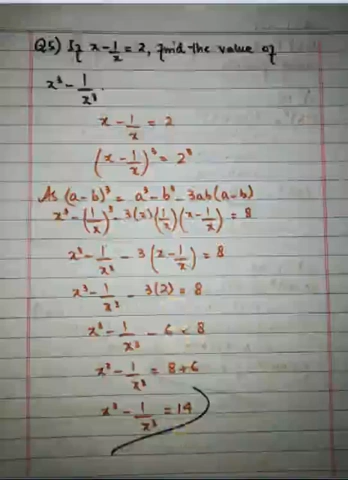 Q5) If x - 1/x = 2, find the value of
x³ - 1/x³.
x - 1/x = 2
(x - 1/x)³ = 2³
As (a-b)³ = a³ - b³ - 3ab(a-b)
x³ - (1/x)³ - 3(x)(1/x)(x - 1/x) = 8
x³ - 1/x³ - 3(x - 1/x) = 8
x³ - 1/x³ - 3(2) = 8
x³ - 1/x³ - 6 = 8
x³ - 1/x³ = 8+6
x³ - 1/x³ = 14